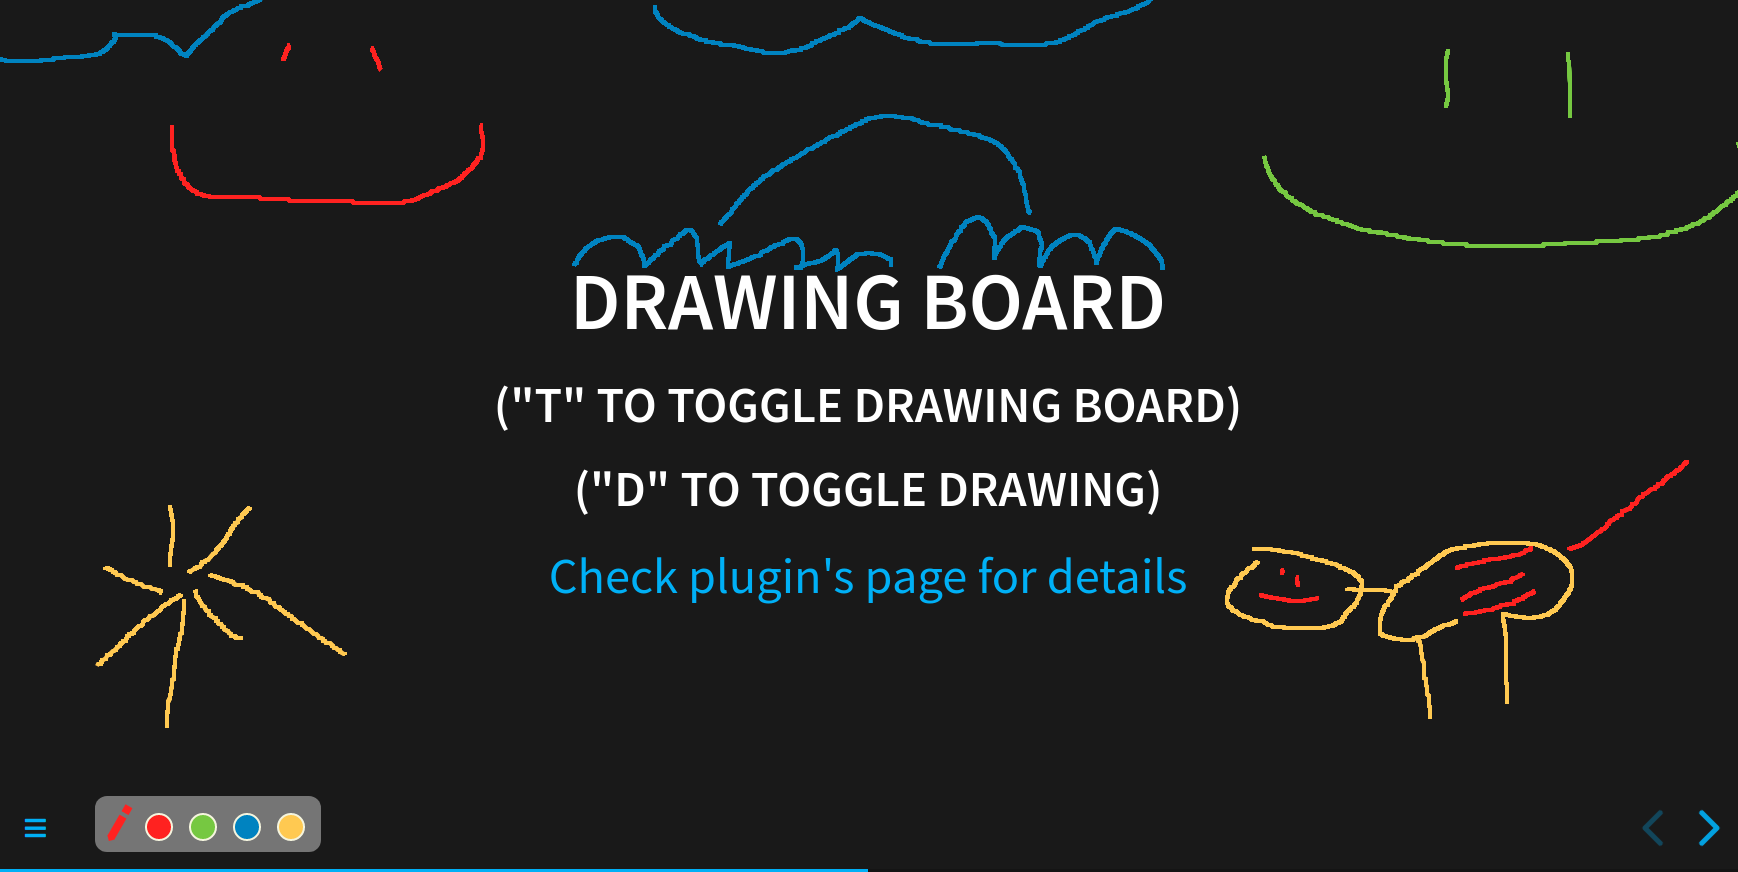 DRAWING BOARD
("T" TO TOGGLE DRAWING BOARD)
("D" TO TOGGLE DRAWING)
Check plugin's page for details